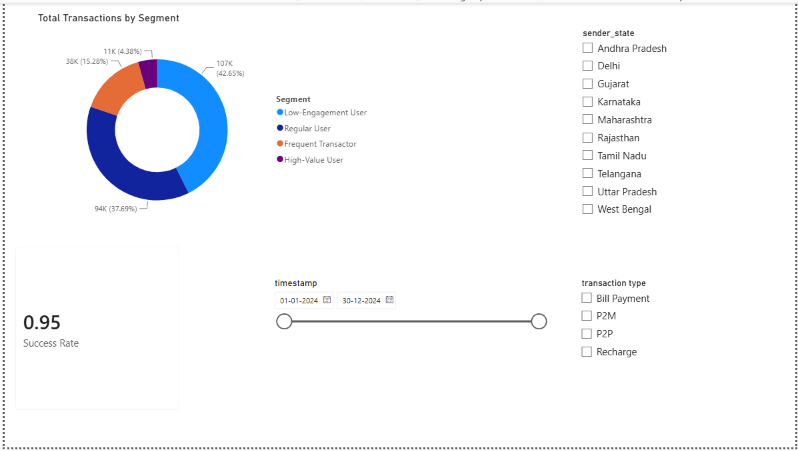 Total Transactions by Segment
11K (4.38%)
38K (15.28%)
107K
(42.65%)
94K (37.69%)
Segment
Low-Engagement User
Regular User
Frequent Transactor
High-Value User
sender_state
Andhra Pradesh
Delhi
Gujarat
Karnataka
Maharashtra
Rajasthan
Tamil Nadu
Telangana
Uttar Pradesh
West Bengal
0.95
Success Rate
timestamp
01-01-2024 30-12-2024
transaction type
Bill Payment
P2M
P2P
Recharge